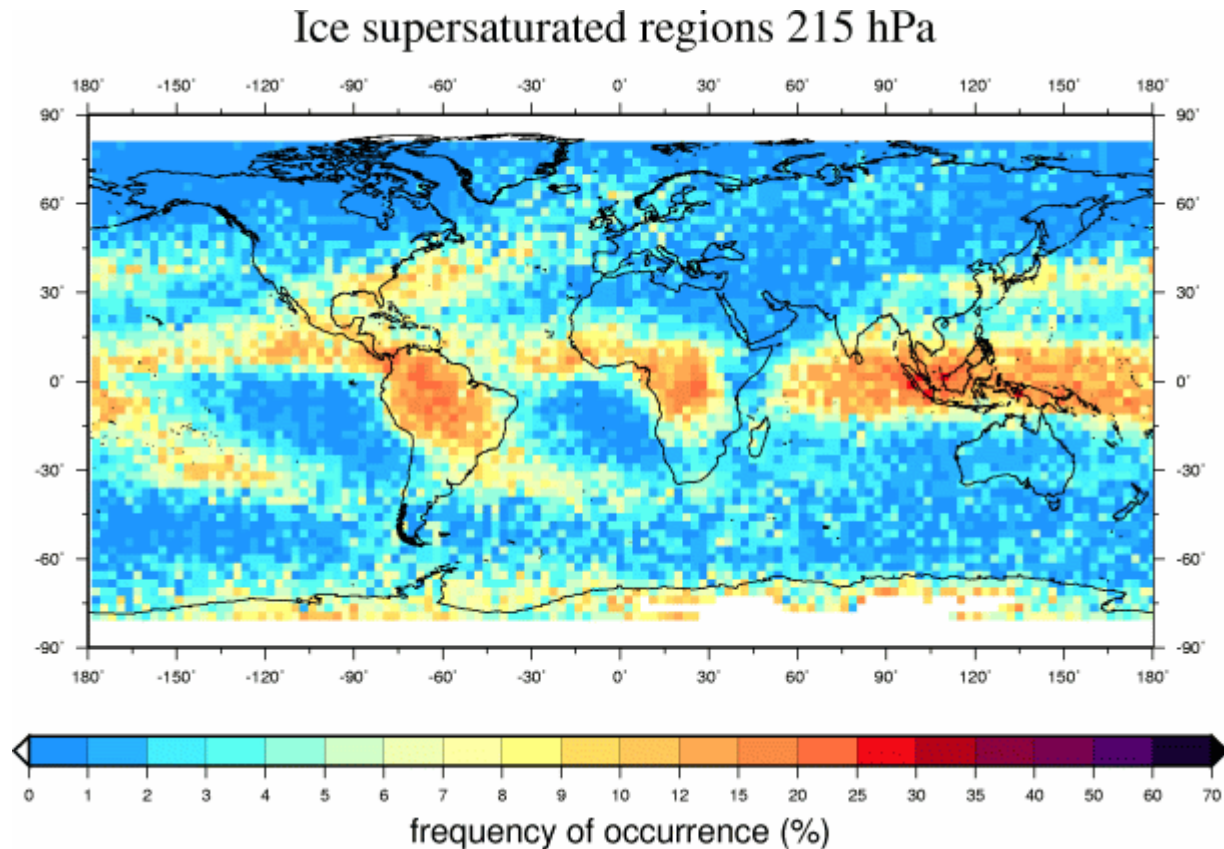 Ice supersaturated regions 215 hPa
180° -150° -120° -90° -60° -30° 0° 30° 60° 90° 120° 150° 180°
90° 90°
60° 60°
30° 30°
0° 0°
-30° -30°
-60° -60°
-90° -90°
180° -150° -120° -90° -60° -30° 0° 30° 60° 90° 120° 150° 180°
0 1 2 3 4 5 6 7 8 9 10 12 15 20 25 30 35 40 50 60 70
frequency of occurrence (%)